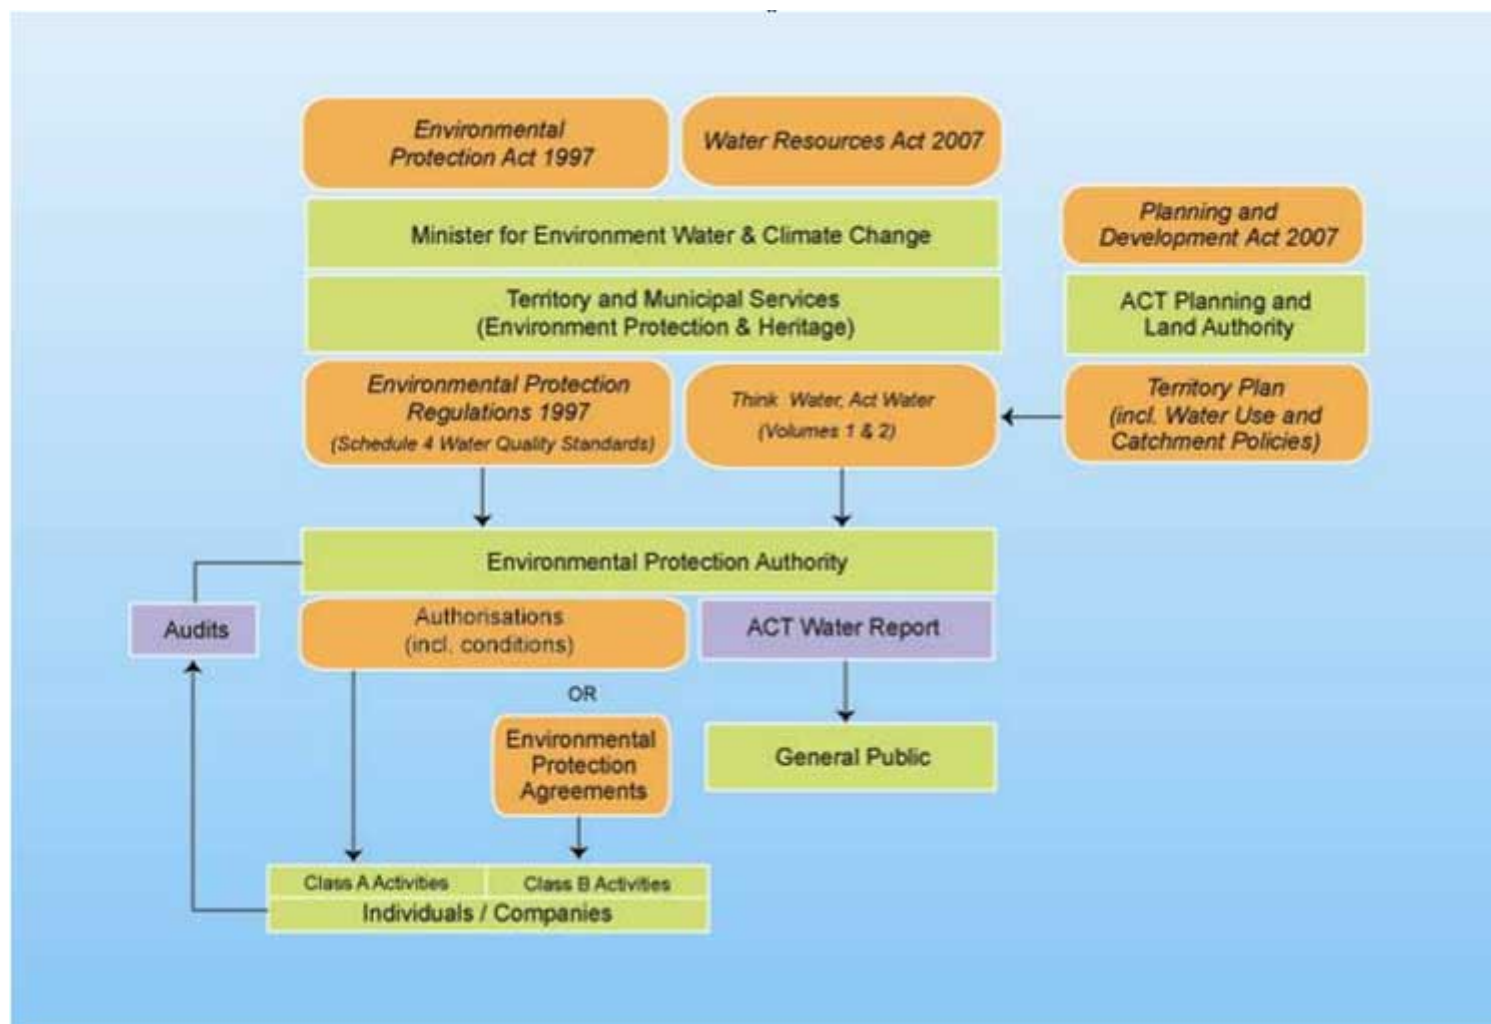 Environmental
Protection Act 1997
Water Resources Act 2007
Minister for Environment Water & Climate Change
Planning and
Development Act 2007
Territory and Municipal Services
(Environment Protection & Heritage)
ACT Planning and
Land Authority
Environmental Protection
Regulations 1997
(Schedule 4 Water Quality Standards)
Think Water, Act Water
(Volumes 1 & 2)
Territory Plan
(incl. Water Use and
Catchment Policies)
Environmental Protection Authority
Audits
Authorisations
(incl. conditions)
ACT Water Report
OR
Environmental
Protection
Agreements
General Public
Class A Activities
Class B Activities
Individuals / Companies